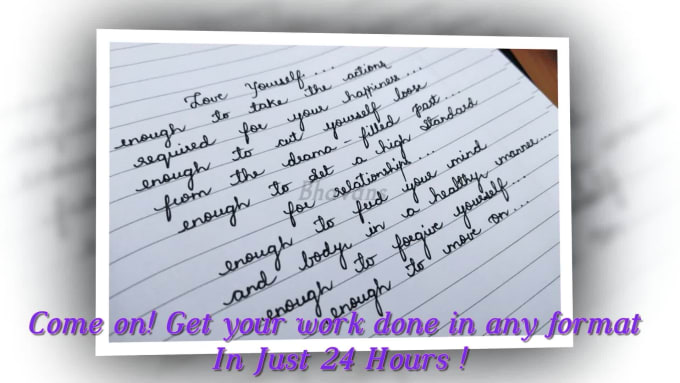 Love Yourself....
enough to take the actions
required for your happiness...
enough to cut yourself loose
from the drama-filled past...
enough to set a high standard
for relationships...
Bhavans
enough to feed your mind
and body in a healthy manner...
enough to forgive yourself...
enough to move on...
Come on! Get your work done in any format
In Just 24 Hours !